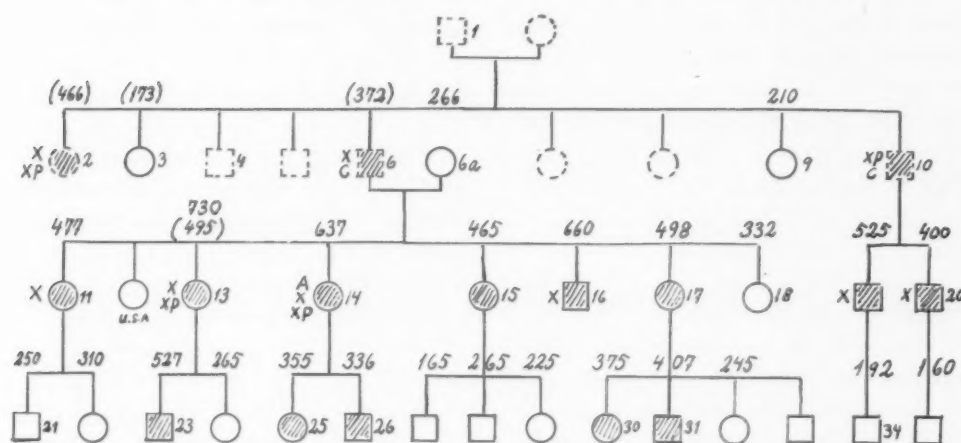 1
(466) (173) (372) 266 210
X XP 2 3 4 X C 6 6a 9 XP C 10
730
477 (495) 637 465 660 498 332 525 400
X 11 U.S.A X XP 13 A X XP 14 15 X 16 17 18 X X 20
250 310 527 265 355 336 165 265 225 375 407 245 192 160
21 23 25 26 30 31 34